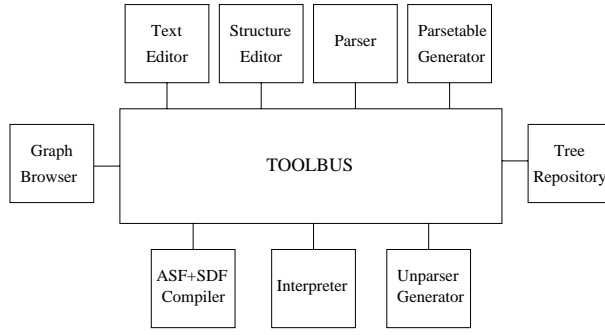 Text
Editor
Structure
Editor
Parser
Parsetable
Generator
Graph
Browser
TOOLBUS
Tree
Repository
ASF+SDF
Compiler
Interpreter
Unparser
Generator